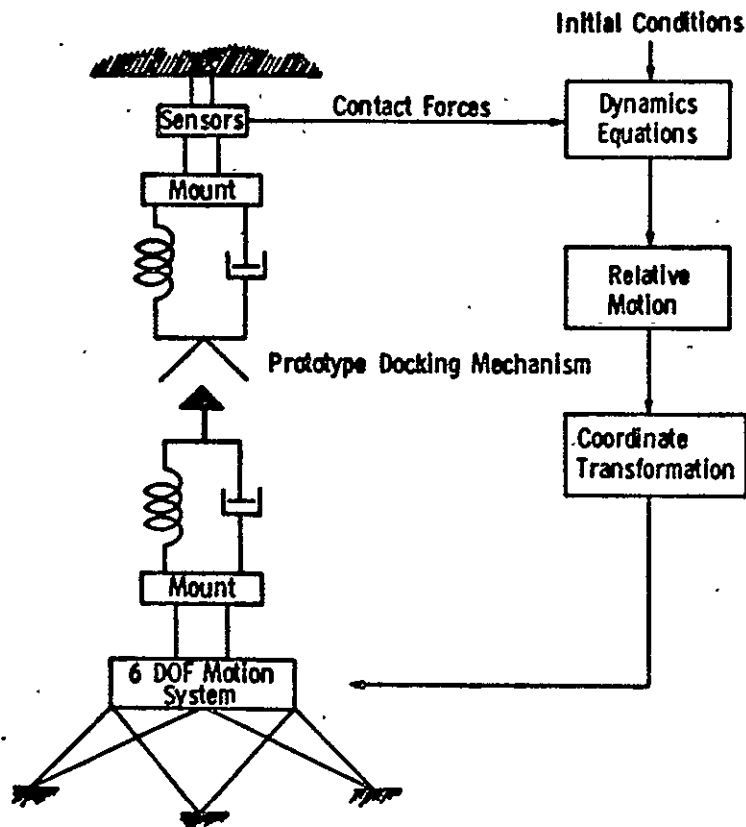 Initial Conditions
Sensors
Contact Forces
Dynamics
Equations
Mount
Relative
Motion
Prototype Docking Mechanism
Coordinate
Transformation
Mount
6 DOF Motion
System